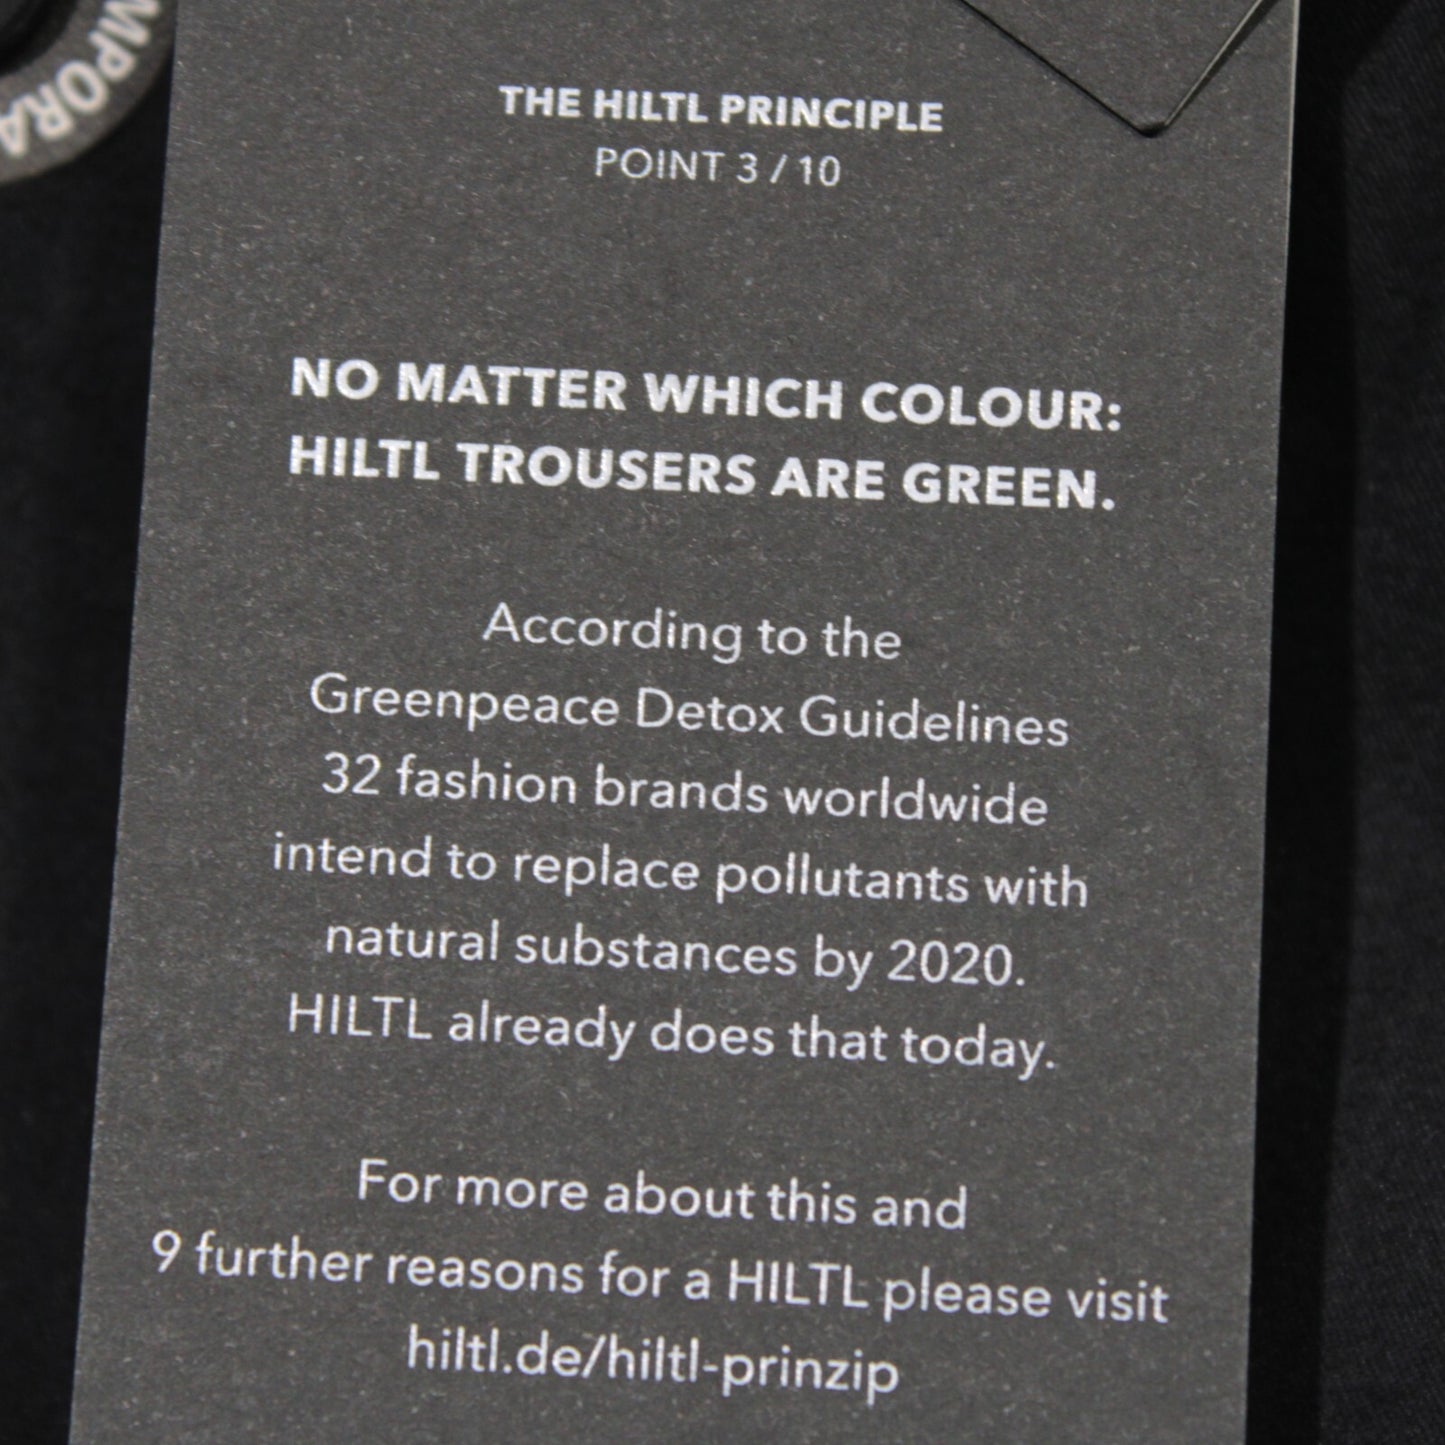 THE HILTL PRINCIPLE
POINT 3 / 10
NO MATTER WHICH COLOUR:
HILTL TROUSERS ARE GREEN.
According to the
Greenpeace Detox Guidelines
32 fashion brands worldwide
intend to replace pollutants with
natural substances by 2020.
HILTL already does that today.
For more about this and
9 further reasons for a HILTL please visit
hiltl.de/hiltl-prinzip